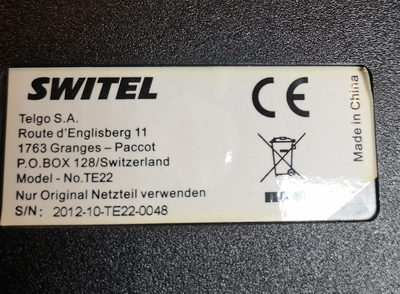 SWITEL
CE
Telgo S.A.
Route d'Englisberg 11
1763 Granges - Paccot
P.O.BOX 128/Switzerland
Model - No.TE22
Nur Original Netzteil verwenden
S/N: 2012-10-TE22-0048
Made in China